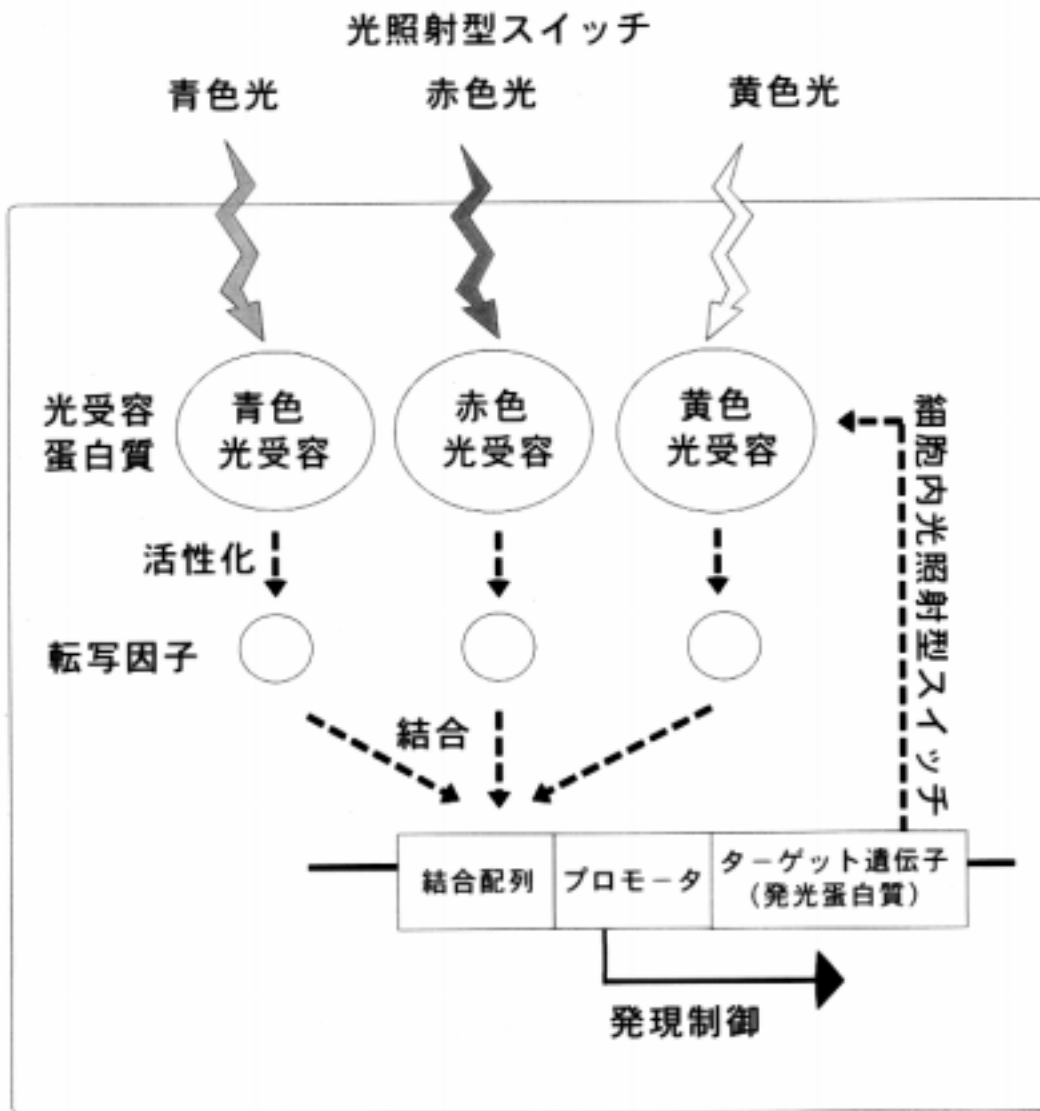 光照射型スイッチ
青色光
赤色光
黄色光
光受容
蛋白質
青色
光受容
赤色
光受容
黄色
光受容
細胞内光照射型スイッチ
活性化
転写因子
結合
結合配列
プロモータ
ターゲット遺伝子
(発光蛋白質)
発現制御